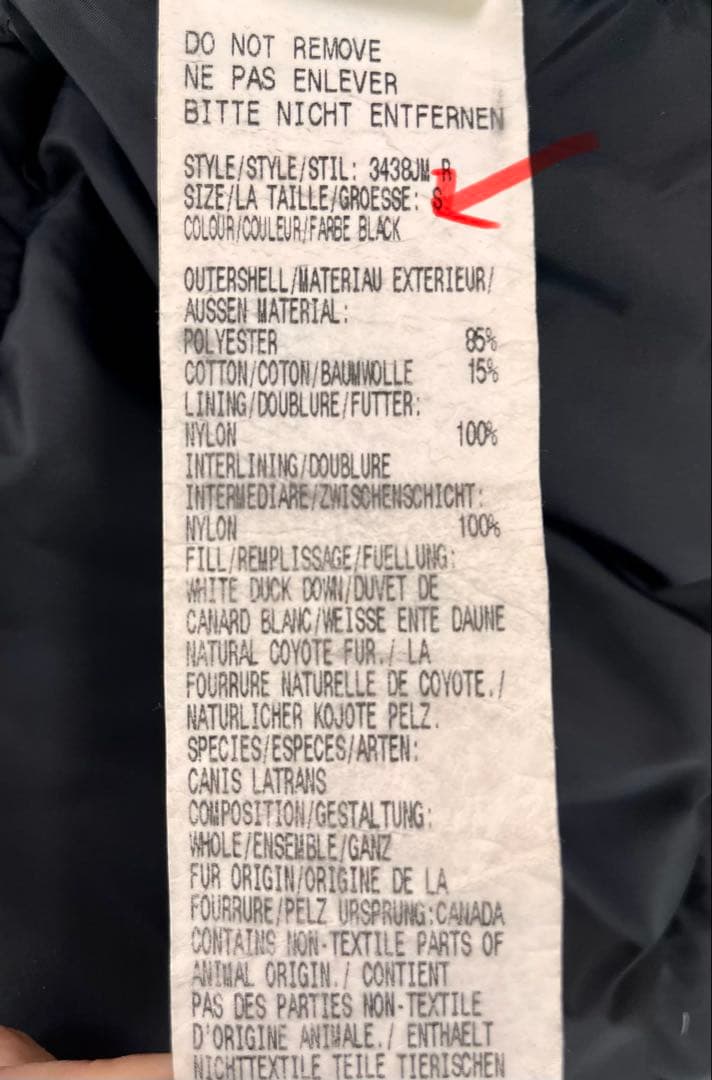 DO NOT REMOVE
NE PAS ENLEVER
BITTE NICHT ENTFERNEN
STYLE/STYLE/STIL: 3438JM R
SIZE/LA TAILLE/GROESSE: S
COLOUR/COULEUR/FARBE BLACK
OUTERSHELL/MATERIAU EXTERIEUR/
AUSSEN MATERIAL:
POLYESTER 85%
COTTON/COTON/BAUMWOLLE 15%
LINING/DOUBLURE/FUTTER:
NYLON 100%
INTERLINING/DOUBLURE
INTERMEDIARE/ZWISCHENSCHICHT:
NYLON 100%
FILL/REMPLISSAGE/FUELLUNG:
WHITE DUCK DOWN/DUVET DE
CANARD BLANC/WEISSE ENTE DAUNE
NATURAL COYOTE FUR./ LA
FOURRURE NATURELLE DE COYOTE./
NATURLICHER KOJOTE PELZ.
SPECIES/ESPECES/ARTEN:
CANIS LATRANS
COMPOSITION/GESTALTUNG:
WHOLE/ENSEMBLE/GANZ
FUR ORIGIN/ORIGINE DE LA
FOURRURE/PELZ URSPRUNG:CANADA
CONTAINS NON-TEXTILE PARTS OF
ANIMAL ORIGIN./ CONTIENT
PAS DES PARTIES NON-TEXTILE
D'ORIGINE ANIMALE./ ENTHAELT
NICHTTEXTILE TEILE TIERISCHEN